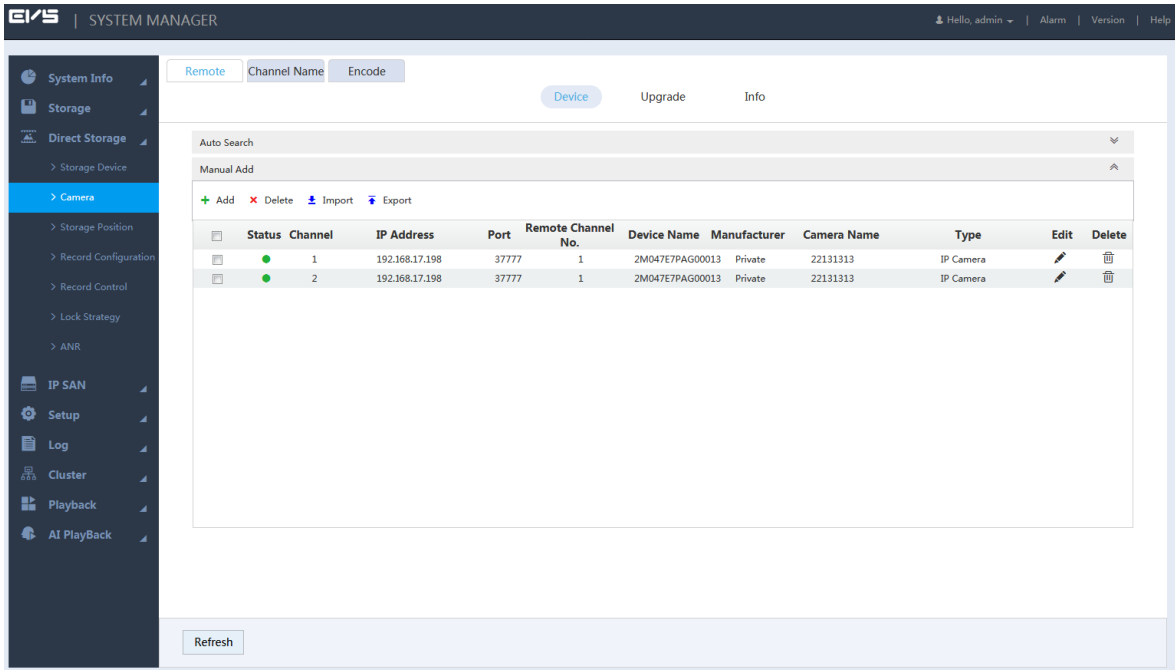 EVS | SYSTEM MANAGER
Hello, admin | Alarm | Version | Help
System Info
Storage
Direct Storage
> Storage Device
> Camera
> Storage Position
> Record Configuration
> Record Control
> Lock Strategy
> ANR
IP SAN
Setup
Log
Cluster
Playback
AI PlayBack
Remote Channel Name Encode
Device Upgrade Info
Auto Search
Manual Add
Add Delete Import Export
Status Channel IP Address Port Remote Channel No. Device Name Manufacturer Camera Name Type Edit Delete
1 192.168.17.198 37777 1 2M047E7PAG00013 Private 22131313 IP Camera
2 192.168.17.198 37777 1 2M047E7PAG00013 Private 22131313 IP Camera
Refresh